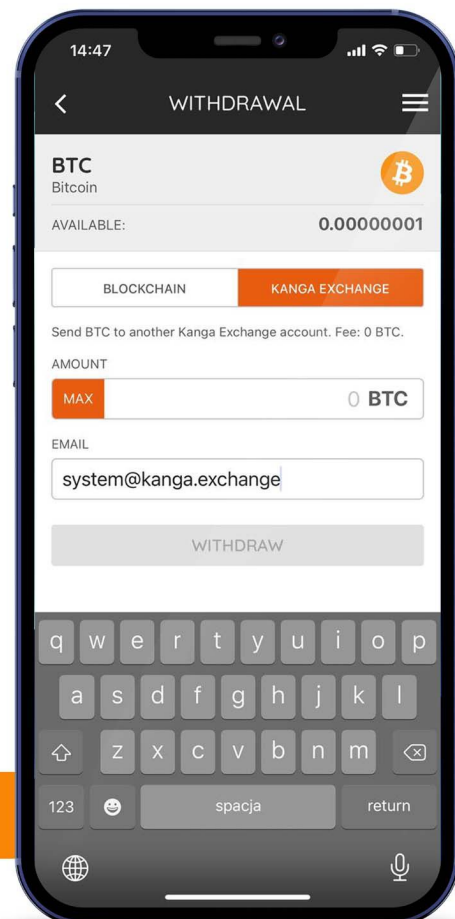 14:47
WITHDRAWAL
BTC
Bitcoin
AVAILABLE: 0.00000001
BLOCKCHAIN KANGA EXCHANGE
Send BTC to another Kanga Exchange account. Fee: 0 BTC.
AMOUNT
MAX 0 BTC
EMAIL
system@kanga.exchange
WITHDRAW
q w e r t y u i o p
a s d f g h j k l
z x c v b n m
123 spacja return